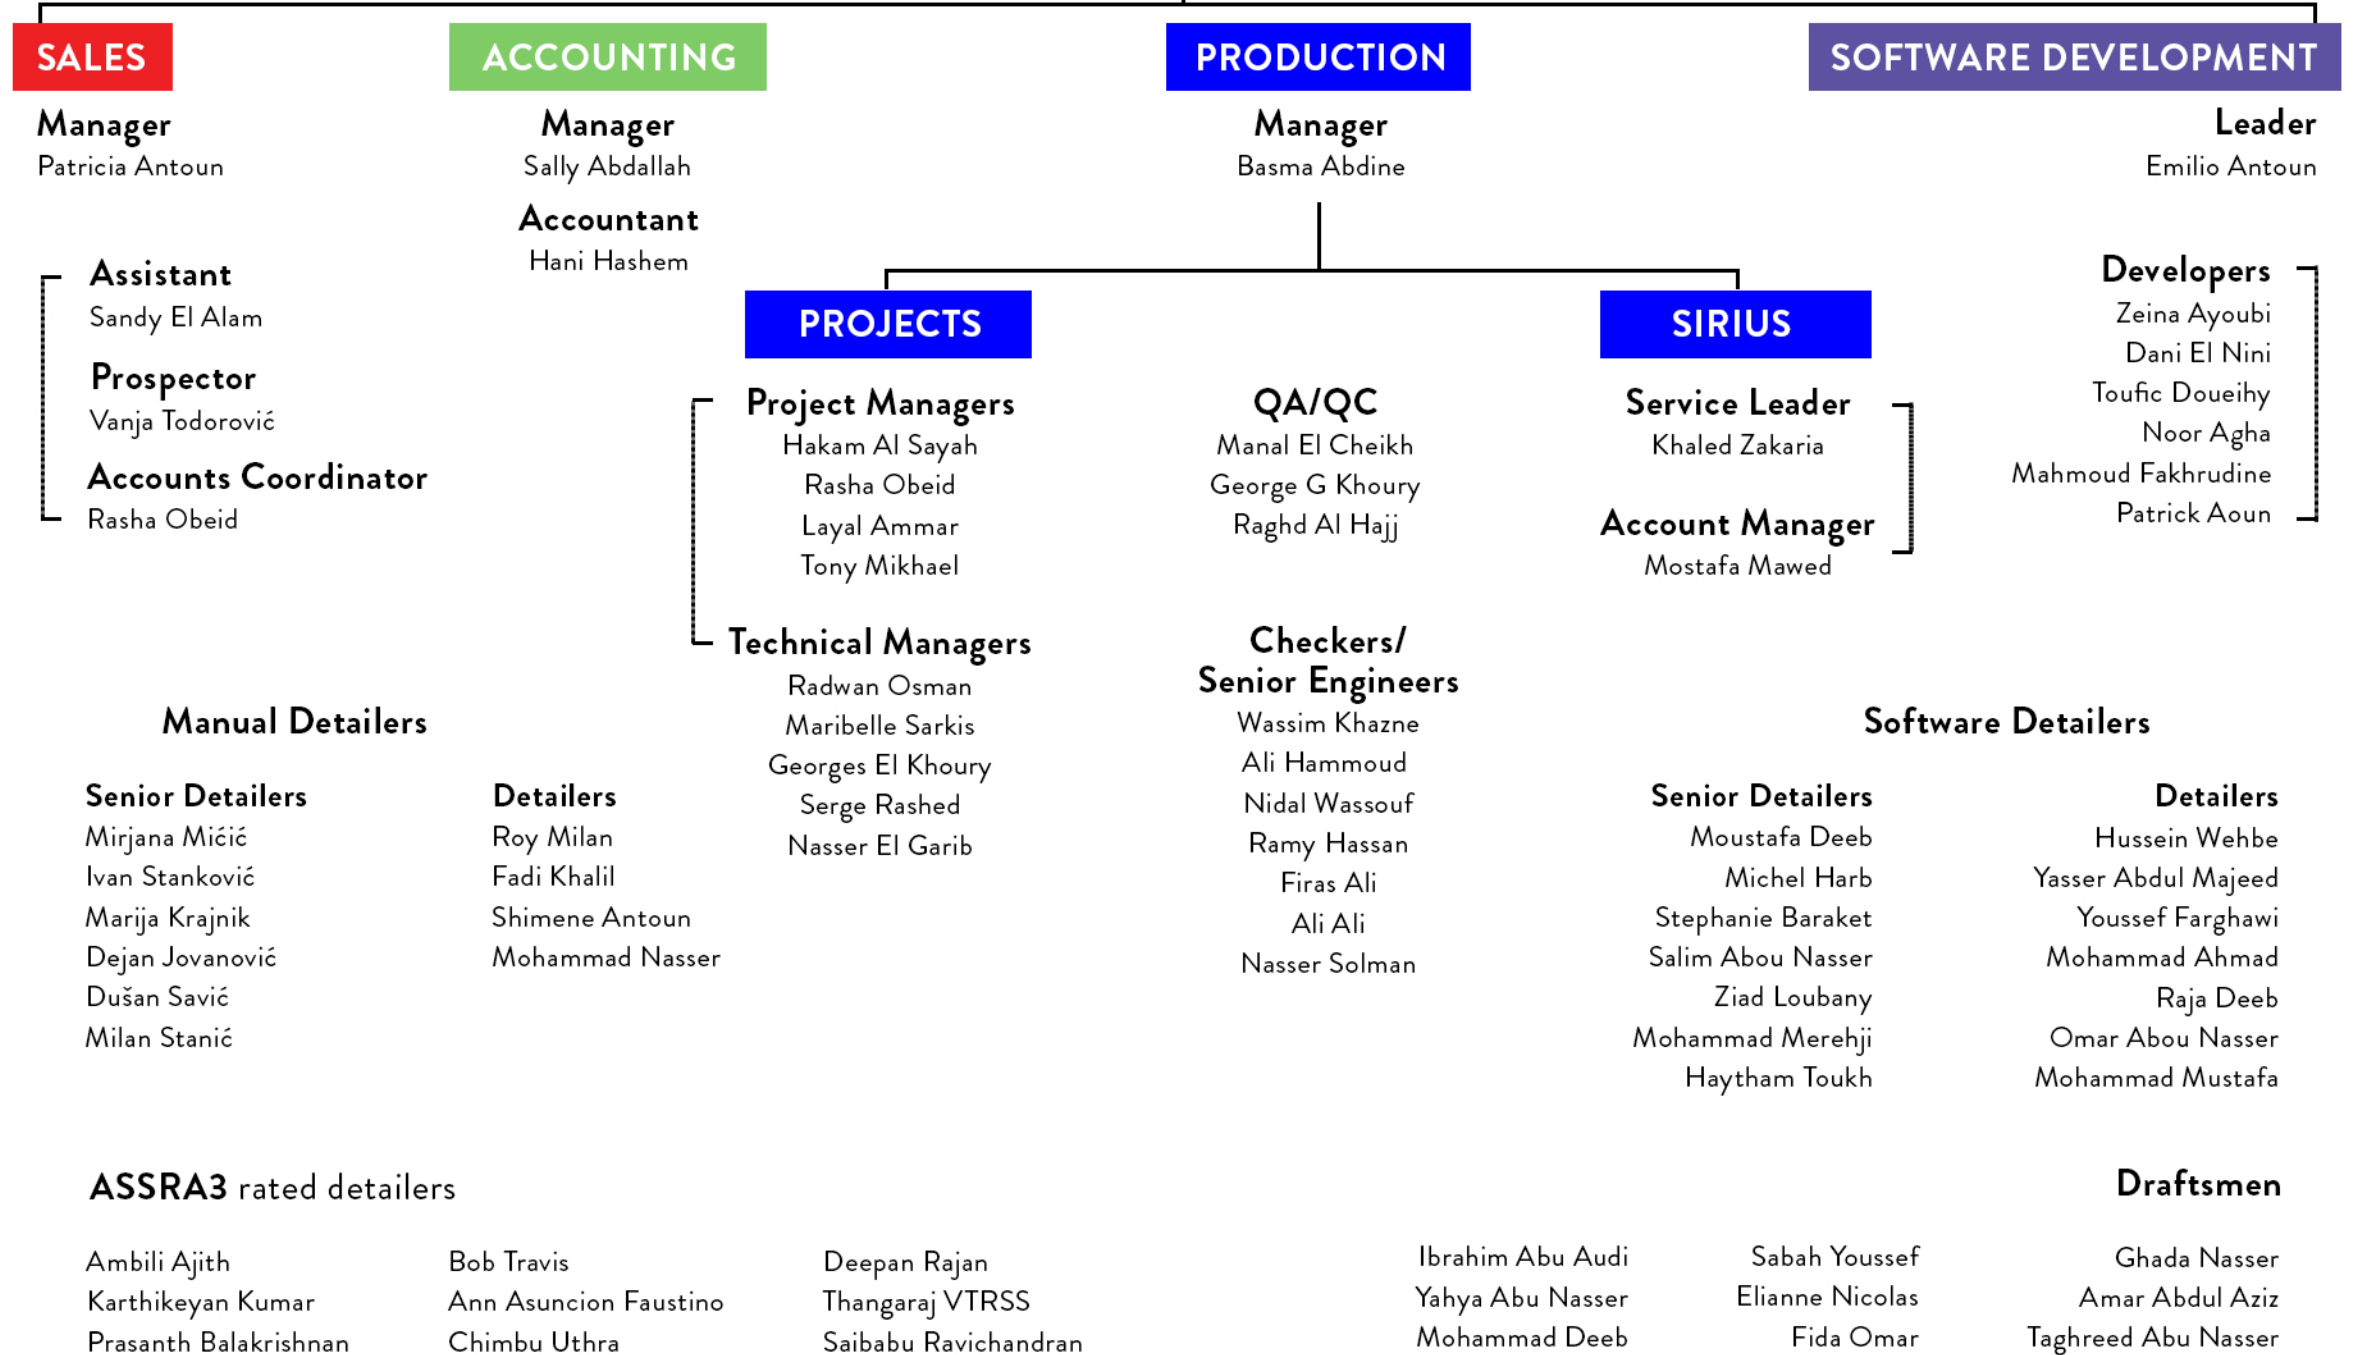 SALES
Manager
Patricia Antoun
Assistant
Sandy El Alam
Prospector
Vanja Todorović
Accounts Coordinator
Rasha Obeid
ACCOUNTING
Manager
Sally Abdallah
Accountant
Hani Hashem
PRODUCTION
Manager
Basma Abdine
PROJECTS
Project Managers
Hakam Al Sayah
Rasha Obeid
Layal Ammar
Tony Mikhael
Technical Managers
Radwan Osman
Maribelle Sarkis
Georges El Khoury
Serge Rashed
Nasser El Garib
QA/QC
Manal El Cheikh
George G Khoury
Raghd Al Hajj
Checkers/
Senior Engineers
Wassim Khazne
Ali Hammoud
Nidal Wassouf
Ramy Hassan
Firas Ali
Ali Ali
Nasser Solman
SIRIUS
Service Leader
Khaled Zakaria
Account Manager
Mostafa Mawed
SOFTWARE DEVELOPMENT
Leader
Emilio Antoun
Developers
Zeina Ayoubi
Dani El Nini
Toufic Doueihy
Noor Agha
Mahmoud Fakhrudine
Patrick Aoun
Manual Detailers
Senior Detailers
Mirjana Mićić
Ivan Stanković
Marija Krajnik
Dejan Jovanović
Dušan Savić
Milan Stanić
Detailers
Roy Milan
Fadi Khalil
Shimene Antoun
Mohammad Nasser
Software Detailers
Senior Detailers
Moustafa Deeb
Michel Harb
Stephanie Baraket
Salim Abou Nasser
Ziad Loubany
Mohammad Merehji
Haytham Toukh
Detailers
Hussein Wehbe
Yasser Abdul Majeed
Youssef Farghawi
Mohammad Ahmad
Raja Deeb
Omar Abou Nasser
Mohammad Mustafa
ASSRA3 rated detailers
Ambili Ajith
Karthikeyan Kumar
Prasanth Balakrishnan
Bob Travis
Ann Asuncion Faustino
Chimbu Uthra
Deepan Rajan
Thangaraj VTRSS
Saibabu Ravichandran
Draftsmen
Ibrahim Abu Audi
Yahya Abu Nasser
Mohammad Deeb
Sabah Youssef
Elianne Nicolas
Fida Omar
Ghada Nasser
Amar Abdul Aziz
Taghreed Abu Nasser